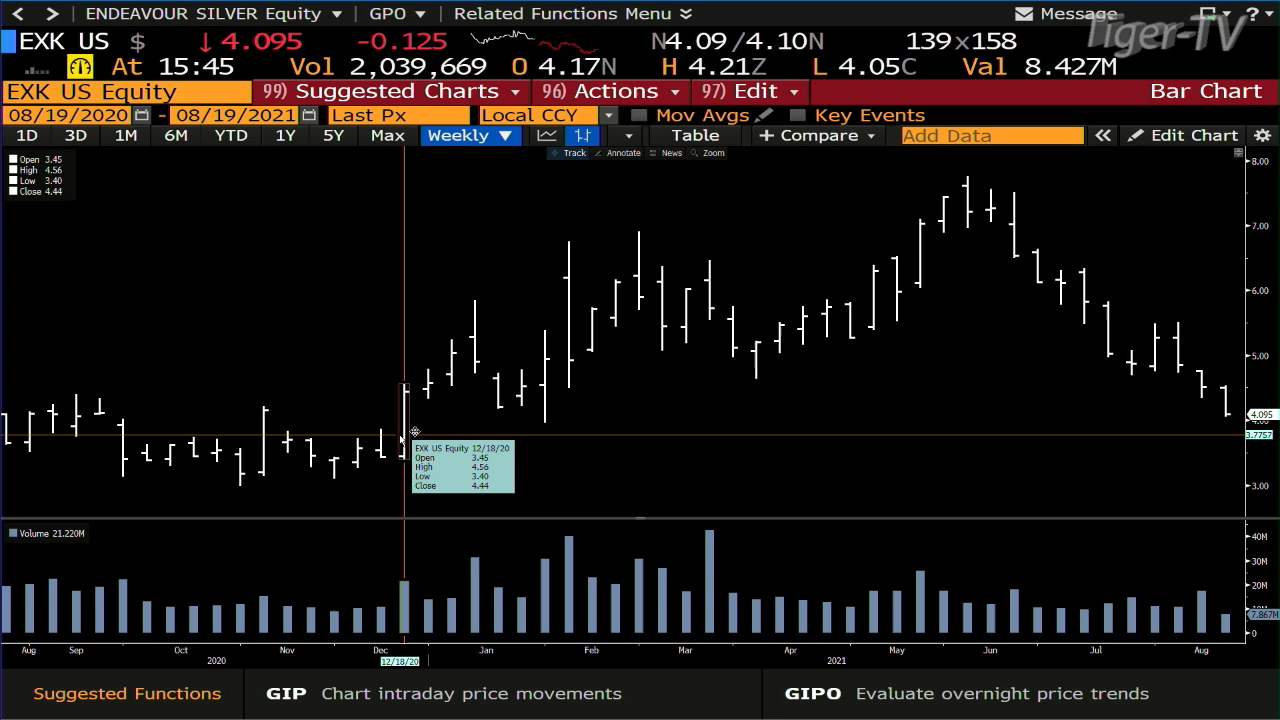 ENDEAVOUR SILVER Equity GPO Related Functions Menu Message ?
Tiger-TV
EXK US $ ↓ 4.095 -0.125 N4.09 / 4.10N 139 x 158
At 15:45 Vol 2,039,669 O 4.17N H 4.21Z L 4.05C Val 8.427M
EXK US Equity 99) Suggested Charts 96) Actions 97) Edit Bar Chart
08/19/2020 - 08/19/2021 Last Px Local CCY Mov Avgs Key Events
1D 3D 1M 6M YTD 1Y 5Y Max Weekly ▼ Table + Compare Add Data « Edit Chart
Track Annotate News Zoom
Open 3.45
High 4.56
Low 3.40
Close 4.44
8.00
7.00
6.00
5.00
4.095
4.00
3.7757
3.00
EXK US Equity 12/18/20
Open 3.45
High 4.56
Low 3.40
Close 4.44
Volume 21.220M
40M
30M
20M
7.867M
0
Aug Sep Oct Nov Dec Jan Feb Mar Apr May Jun Jul Aug
2020 12/18/20 2021
Suggested Functions GIP Chart intraday price movements GIPO Evaluate overnight price trends